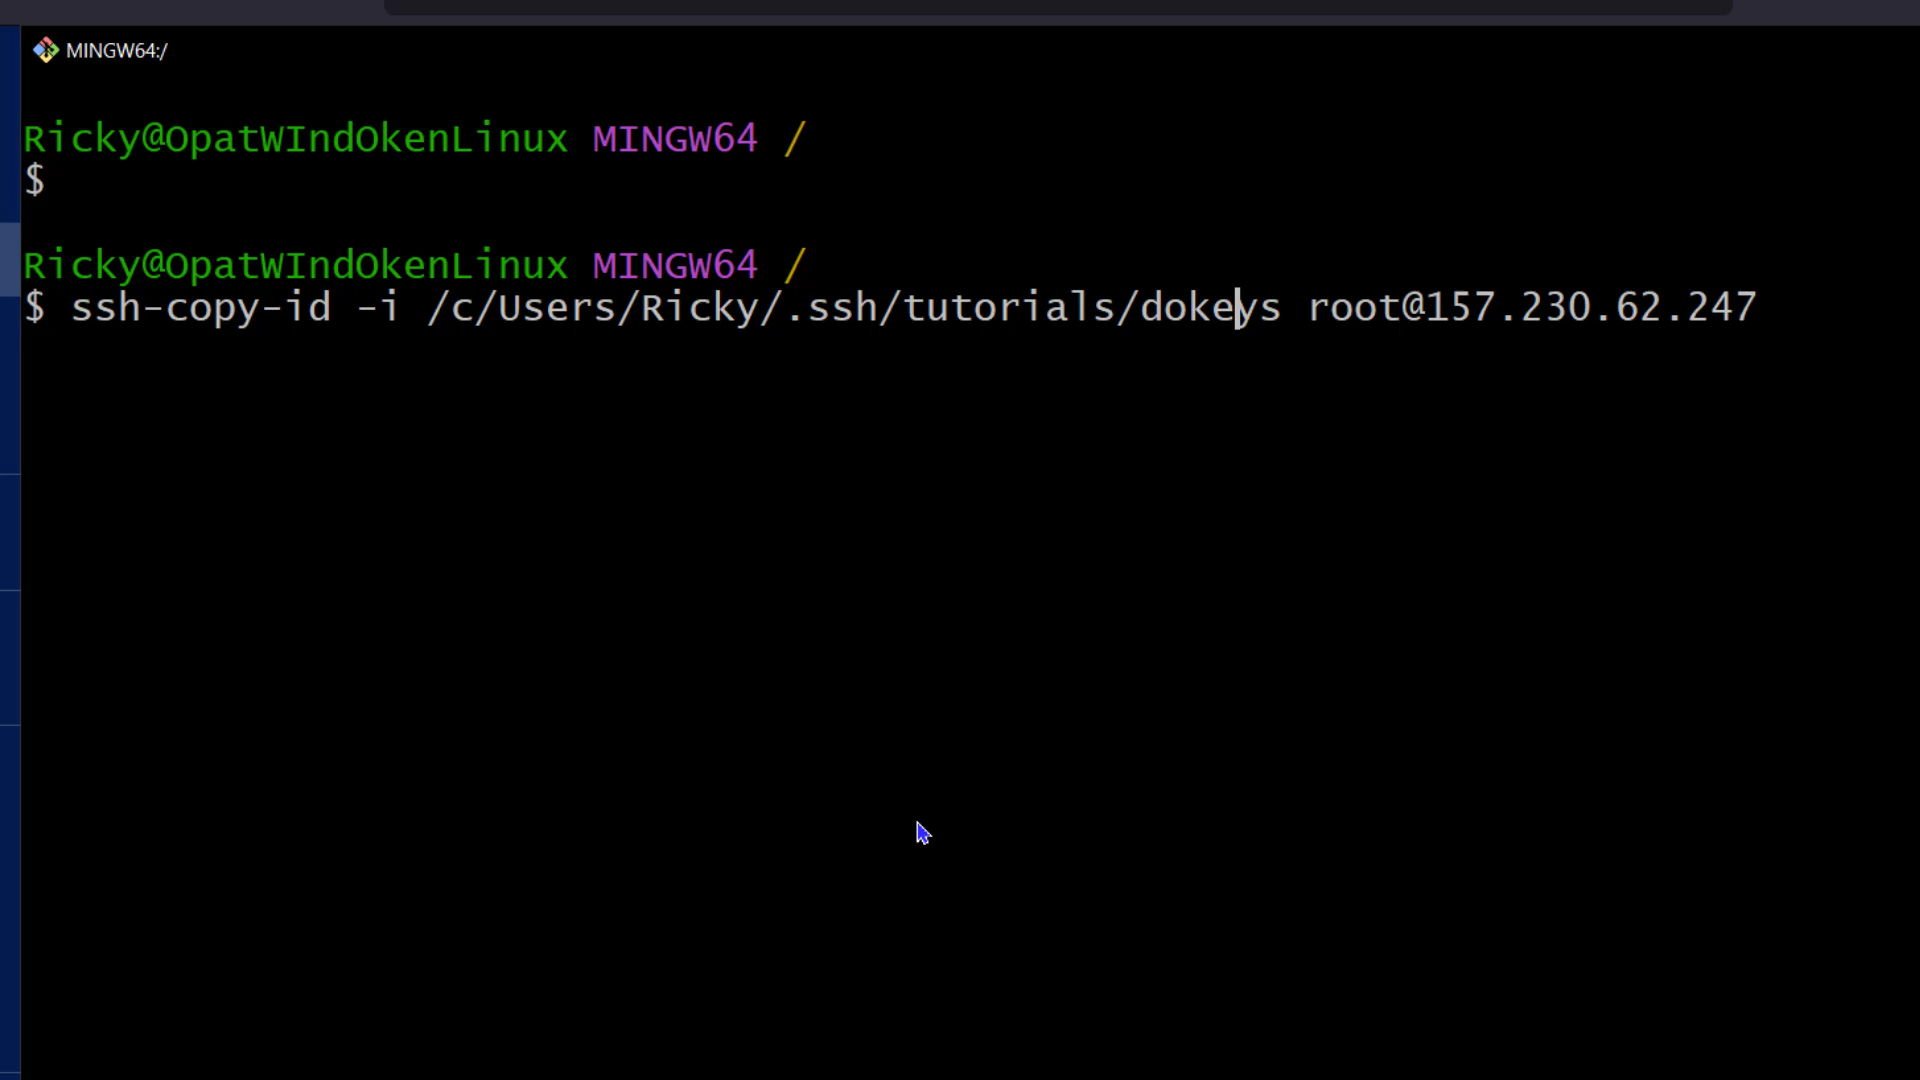 MINGW64:/
Ricky@OpatWIndOkenLinux MINGW64 /
$
Ricky@OpatWIndOkenLinux MINGW64 /
$ ssh-copy-id -i /c/Users/Ricky/.ssh/tutorials/dokeys root@157.230.62.247